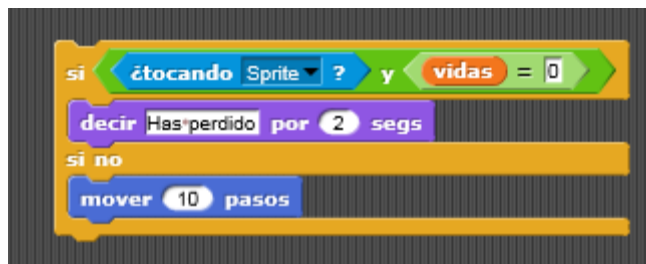 si ¿tocando Sprite ? y vidas = 0
decir Has perdido por 2 segs
si no
mover 10 pasos